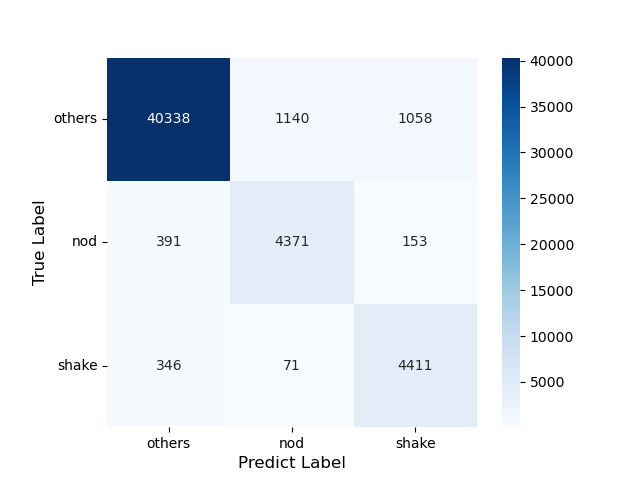 40000
others
40338
1140
1058
35000
30000
25000
True Label
nod
391
4371
153
20000
15000
10000
shake
346
71
4411
5000
others
nod
shake
Predict Label